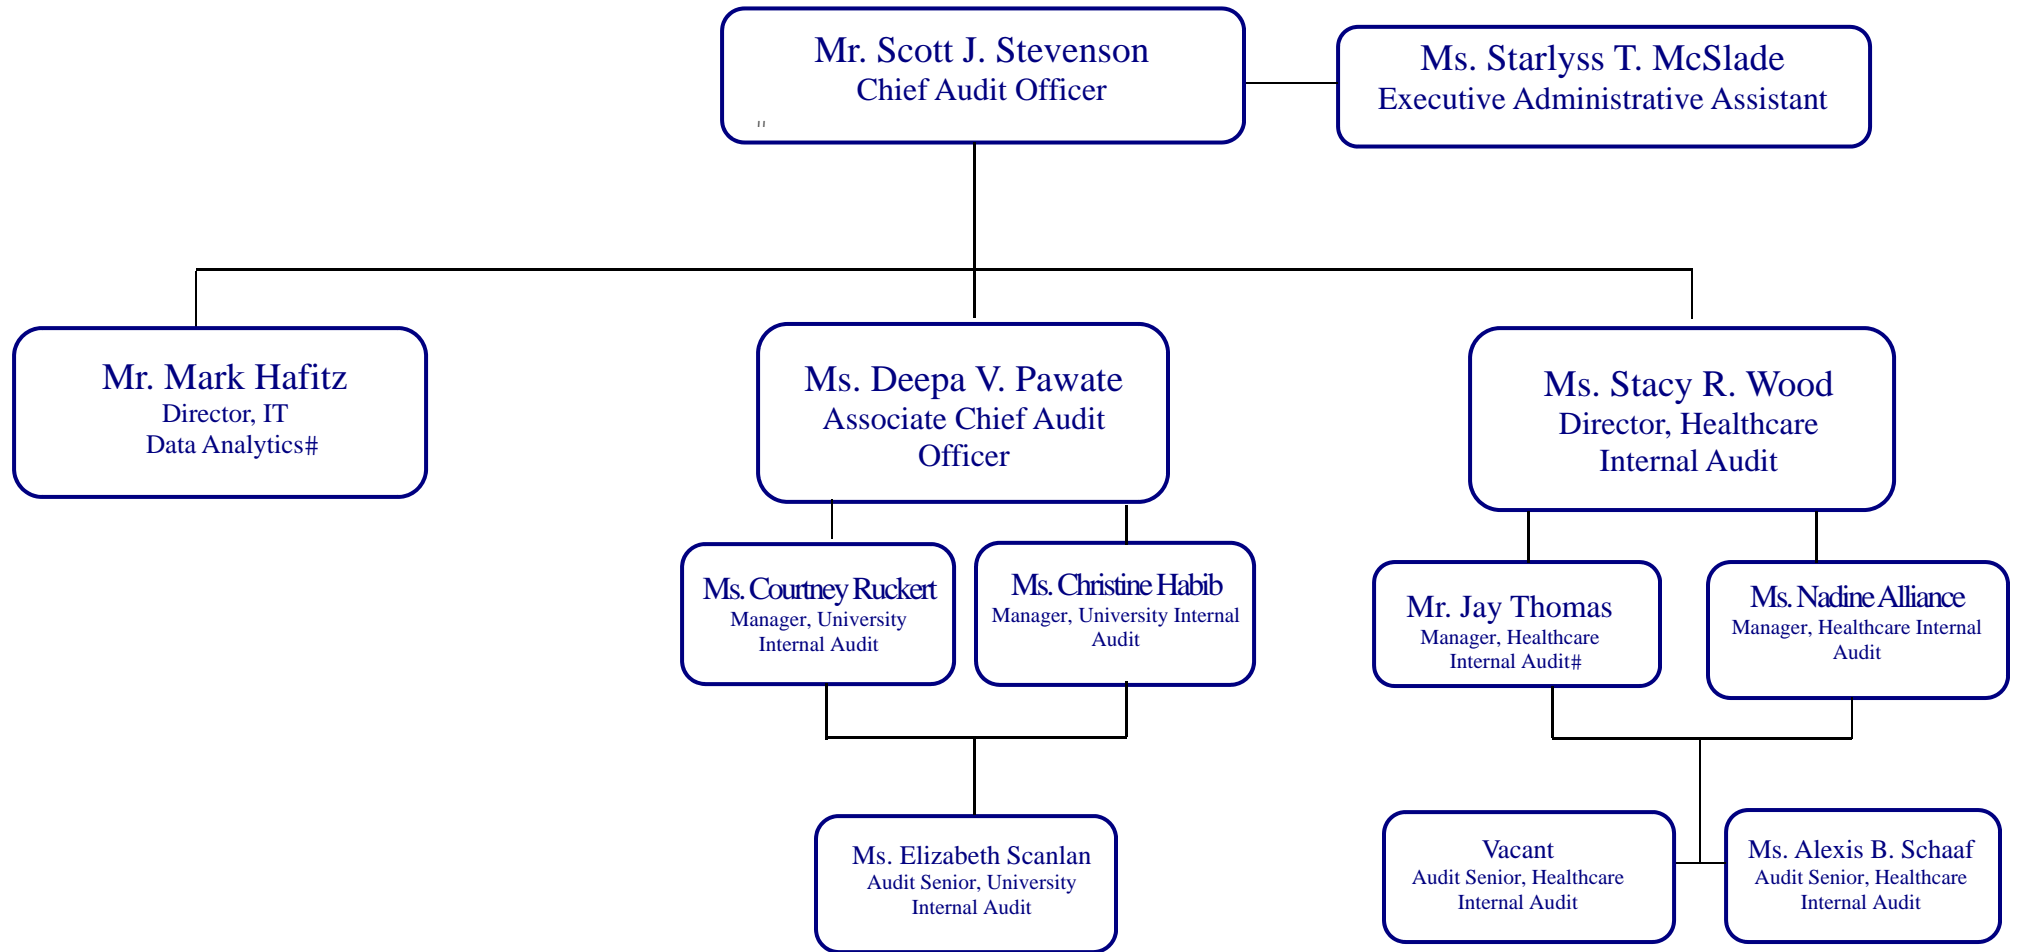 Mr. Scott J. Stevenson
Chief Audit Officer
"
Ms. Starlyss T. McSlade
Executive Administrative Assistant
Mr. Mark Hafitz
Director, IT
Data Analytics#
Ms. Deepa V. Pawate
Associate Chief Audit
Officer
Ms. Stacy R. Wood
Director, Healthcare
Internal Audit
Ms. Courtney Ruckert
Manager, University
Internal Audit
Ms. Christine Habib
Manager, University Internal
Audit
Mr. Jay Thomas
Manager, Healthcare
Internal Audit#
Ms. Nadine Alliance
Manager, Healthcare Internal
Audit
Ms. Elizabeth Scanlan
Audit Senior, University
Internal Audit
Vacant
Audit Senior, Healthcare
Internal Audit
Ms. Alexis B. Schaaf
Audit Senior, Healthcare
Internal Audit